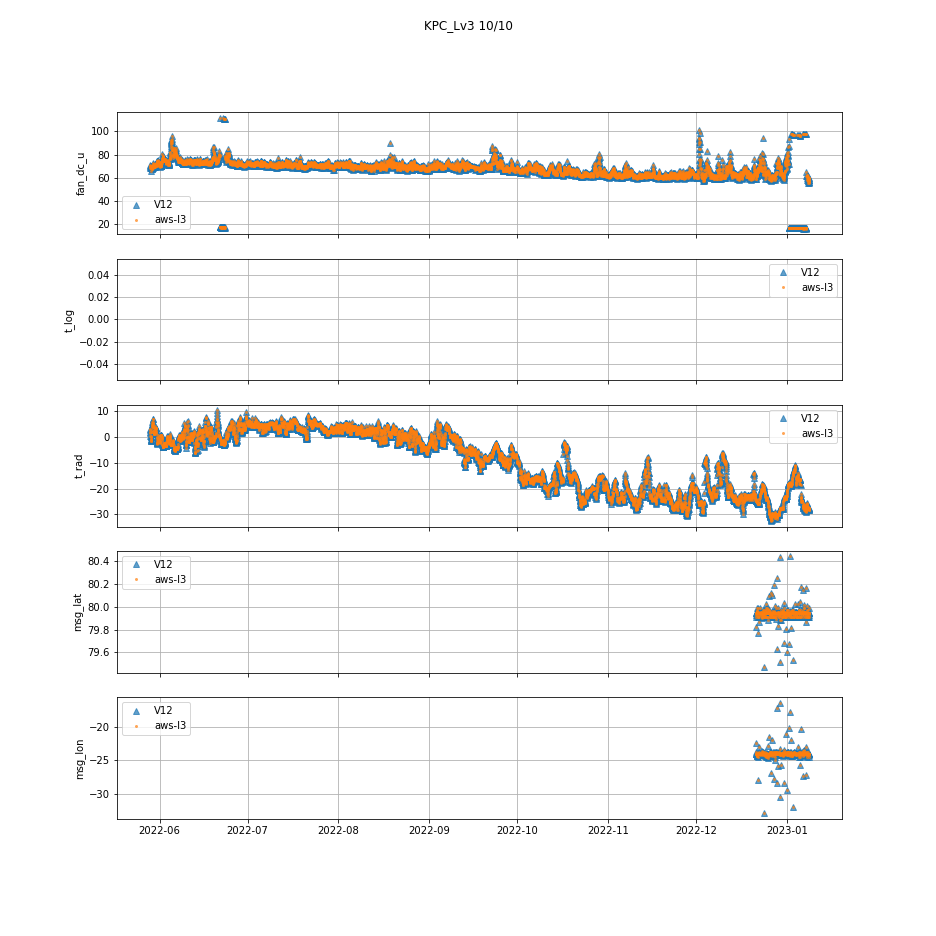 KPC_Lv3 10/10
100
80
60
40
20
fan_dc_u
V12
aws-l3
0.04
0.02
0.00
−0.02
−0.04
t_log
V12
aws-l3
10
0
−10
−20
−30
t_rad
V12
aws-l3
80.4
80.2
80.0
79.8
79.6
msg_lat
V12
aws-l3
−20
−25
−30
msg_lon
V12
aws-l3
2022-06 2022-07 2022-08 2022-09 2022-10 2022-11 2022-12 2023-01